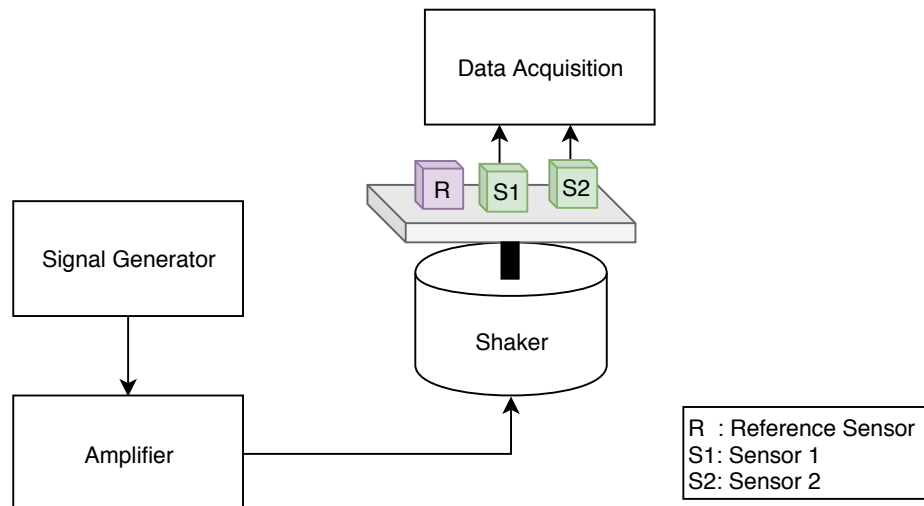 Data Acquisition
R
S1
S2
Signal Generator
Shaker
Amplifier
R : Reference Sensor
S1: Sensor 1
S2: Sensor 2